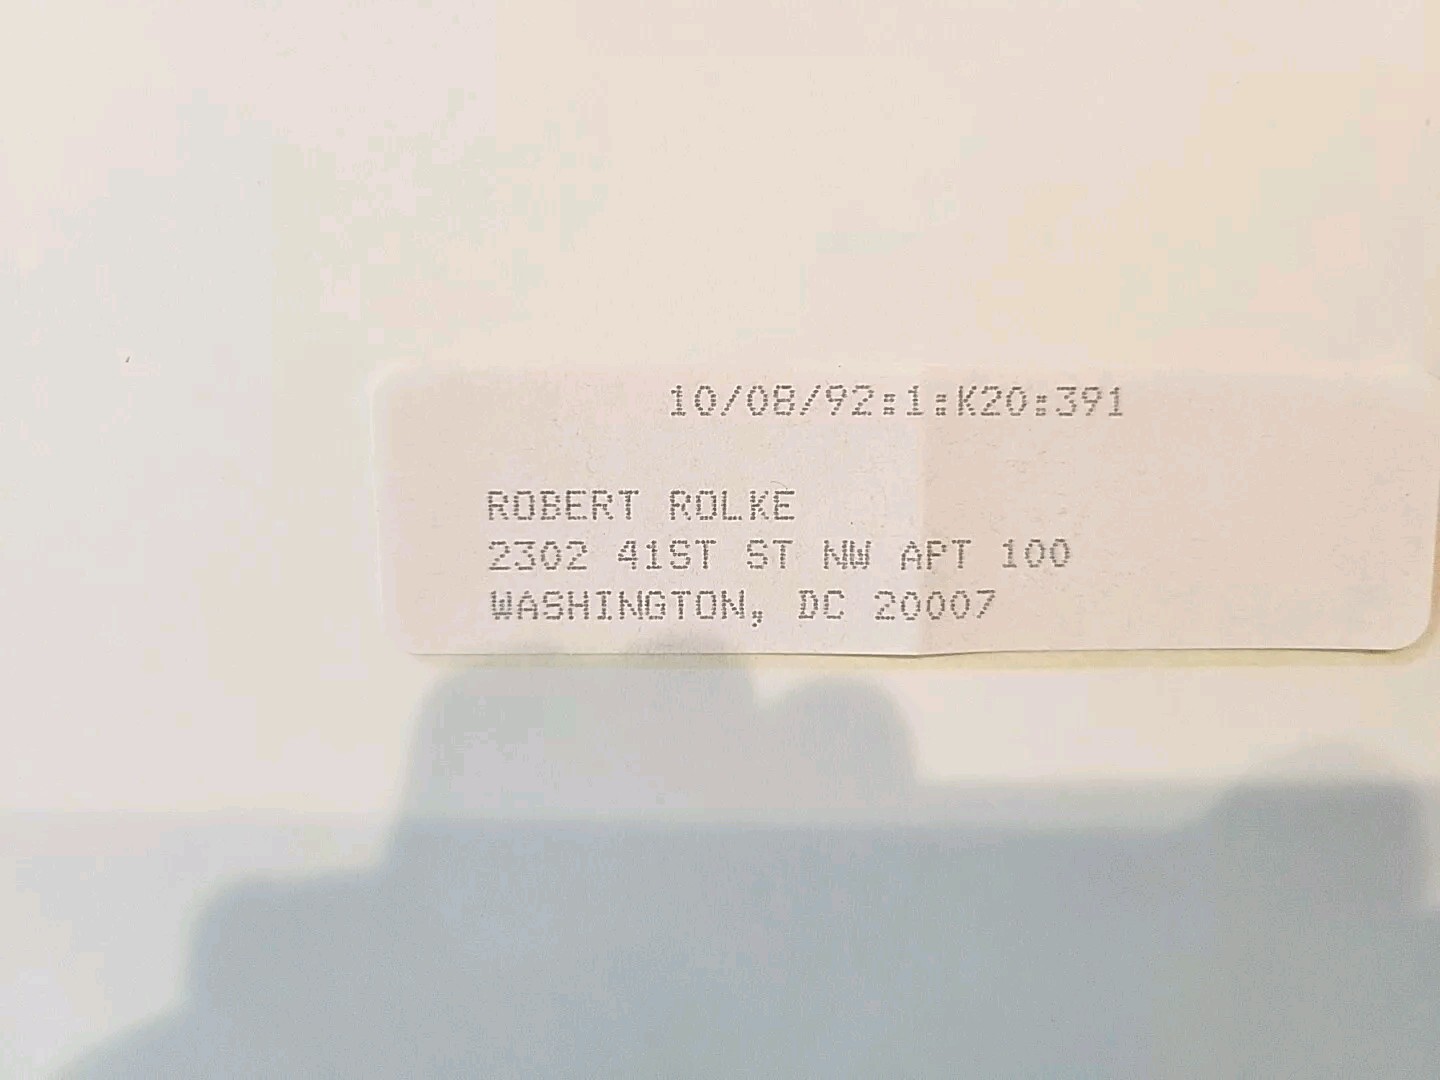 10/08/92:1:K20:391
ROBERT ROLKE
2302 41ST ST NW APT 100
WASHINGTON, DC 20007